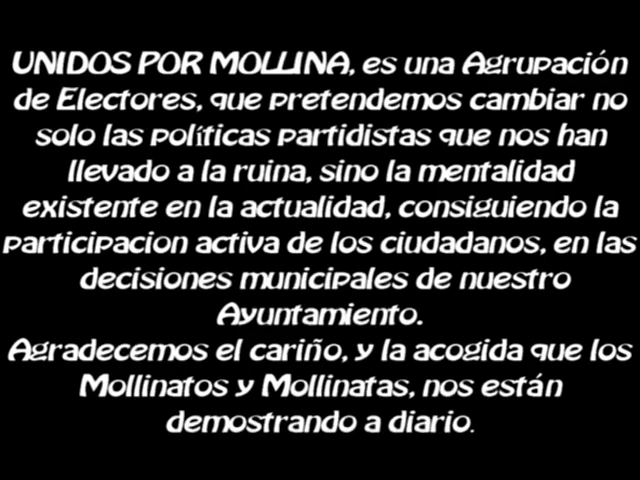 UNIDOS POR MOLLINA, es una Agrupación
de Electores, que pretendemos cambiar no
solo las políticas partidistas que nos han
llevado a la ruina, sino la mentalidad
existente en la actualidad, consiguiendo la
participacion activa de los ciudadanos, en las
decisiones municipales de nuestro
Ayuntamiento.
Agradecemos el cariño, y la acogida que los
Mollinatos y Mollinatas, nos están
demostrando a diario.